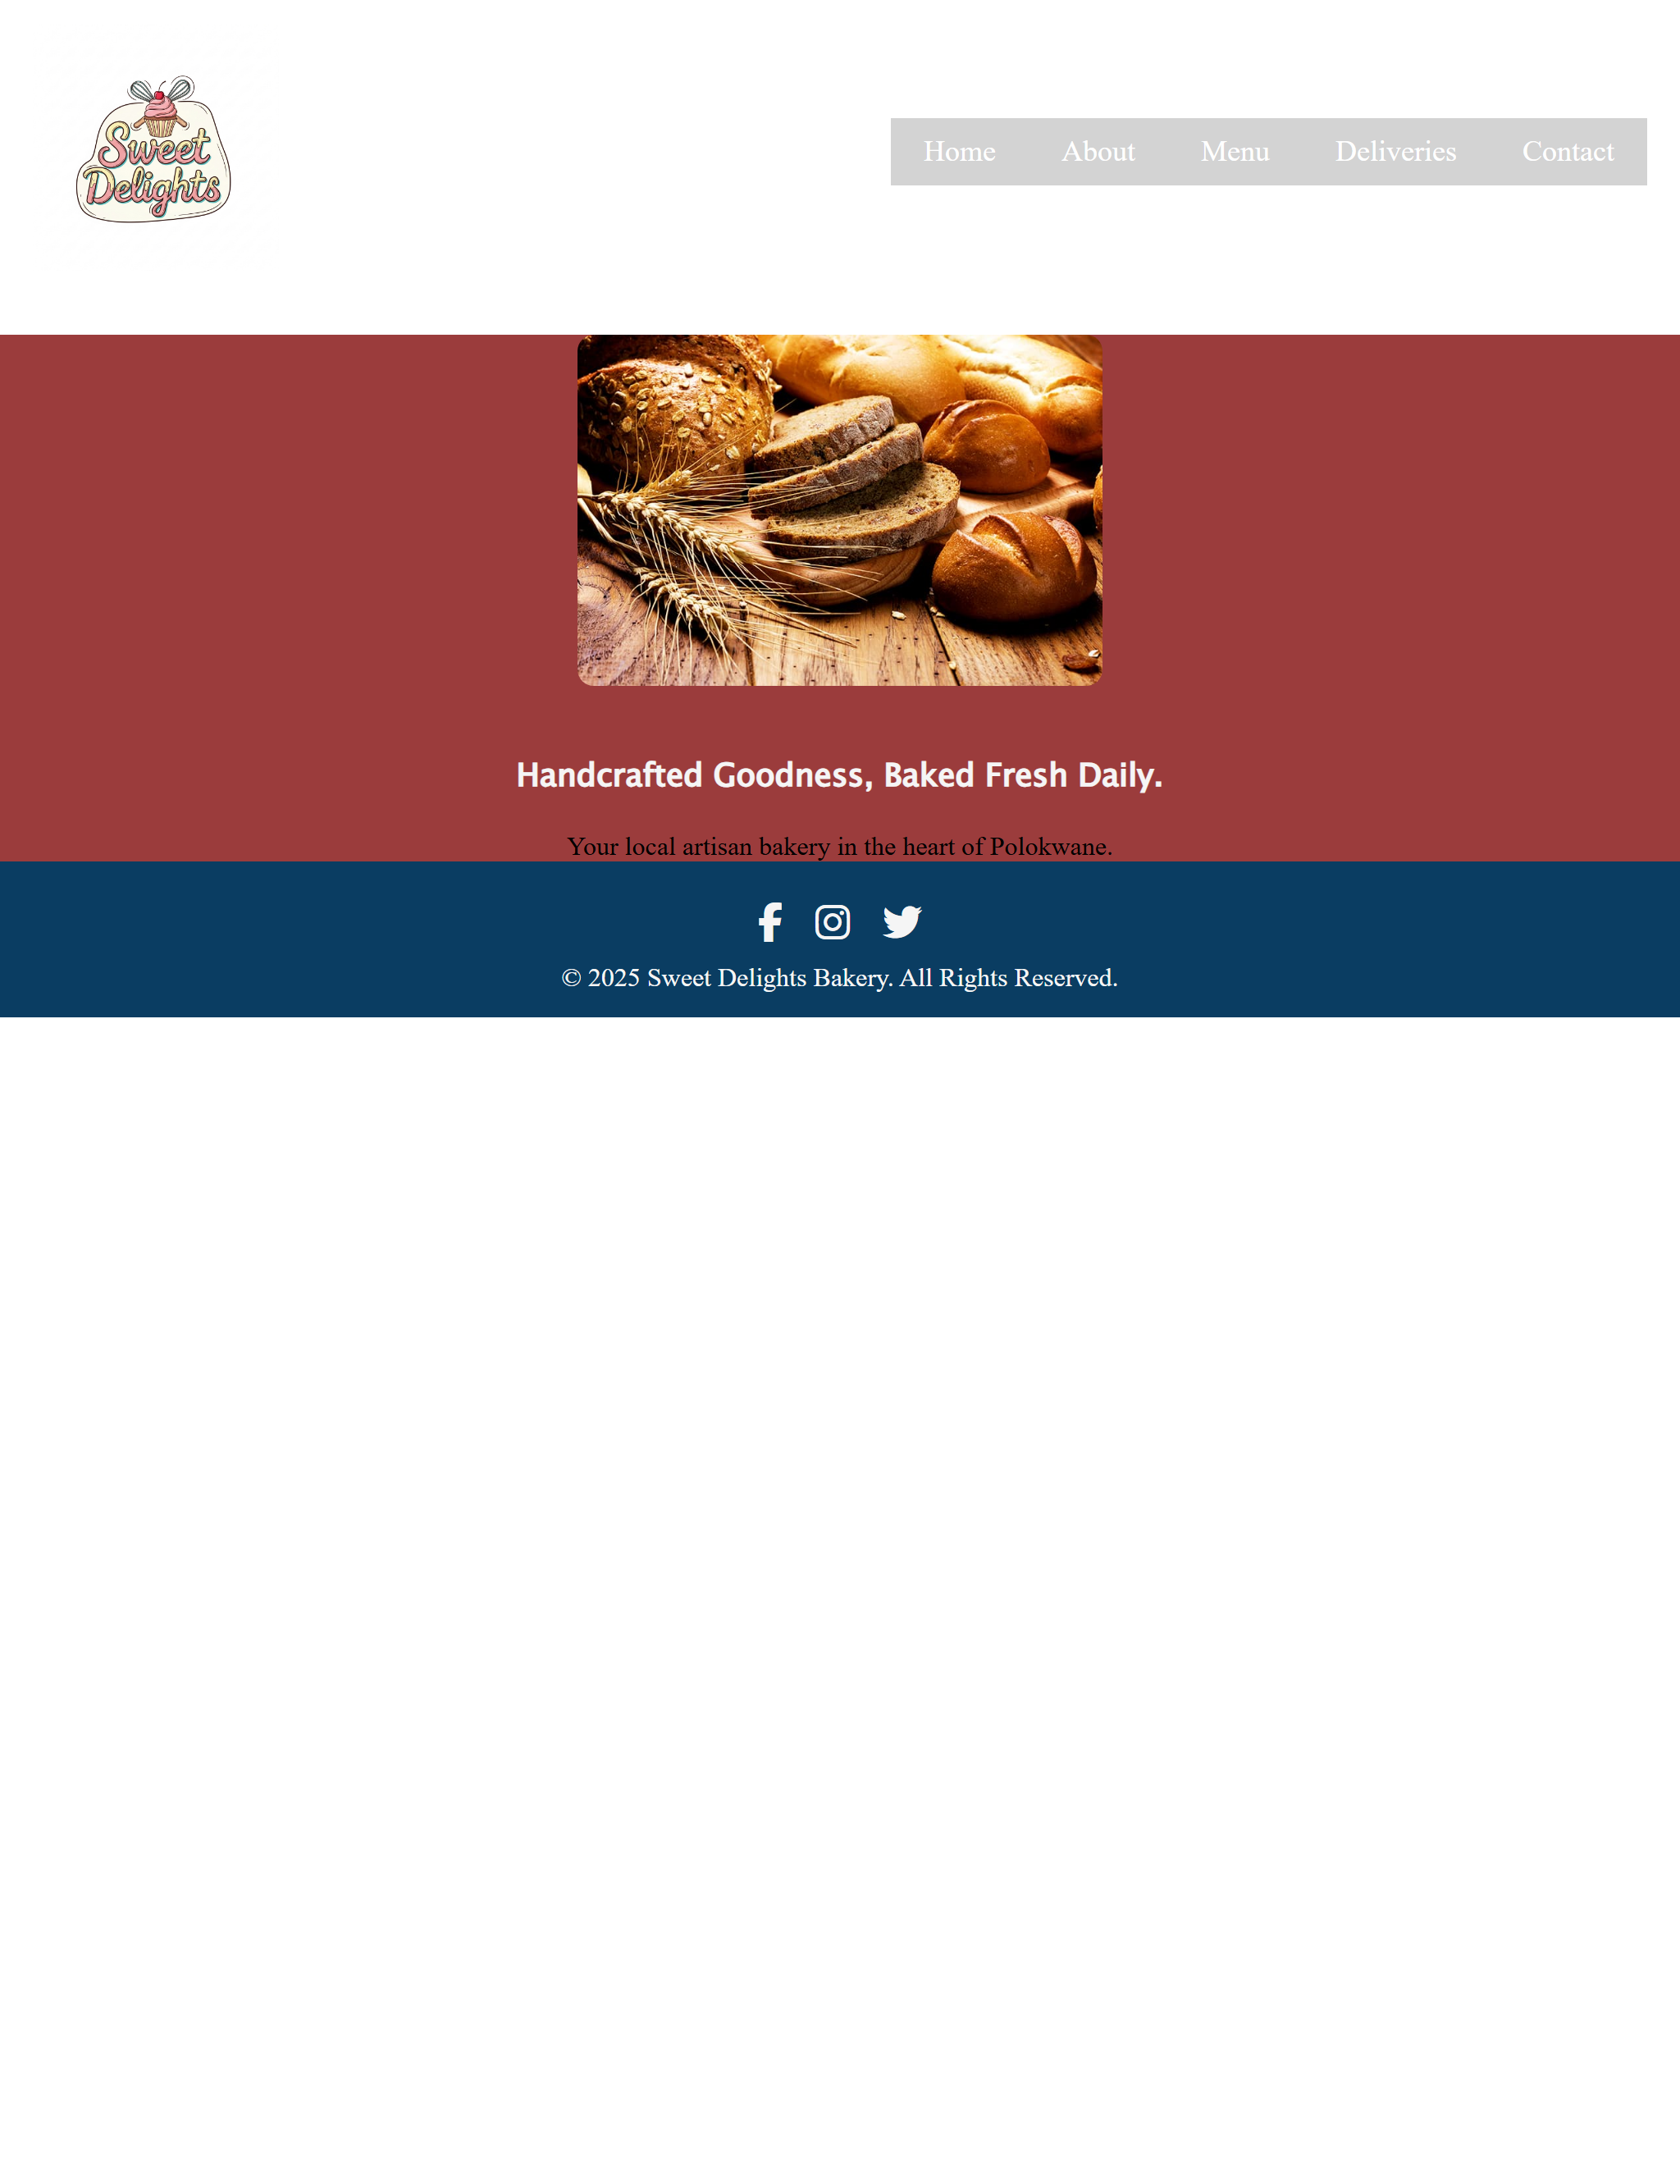 Sweet
Delights
Home About Menu Deliveries Contact
Handcrafted Goodness, Baked Fresh Daily.
Your local artisan bakery in the heart of Polokwane.
© 2025 Sweet Delights Bakery. All Rights Reserved.